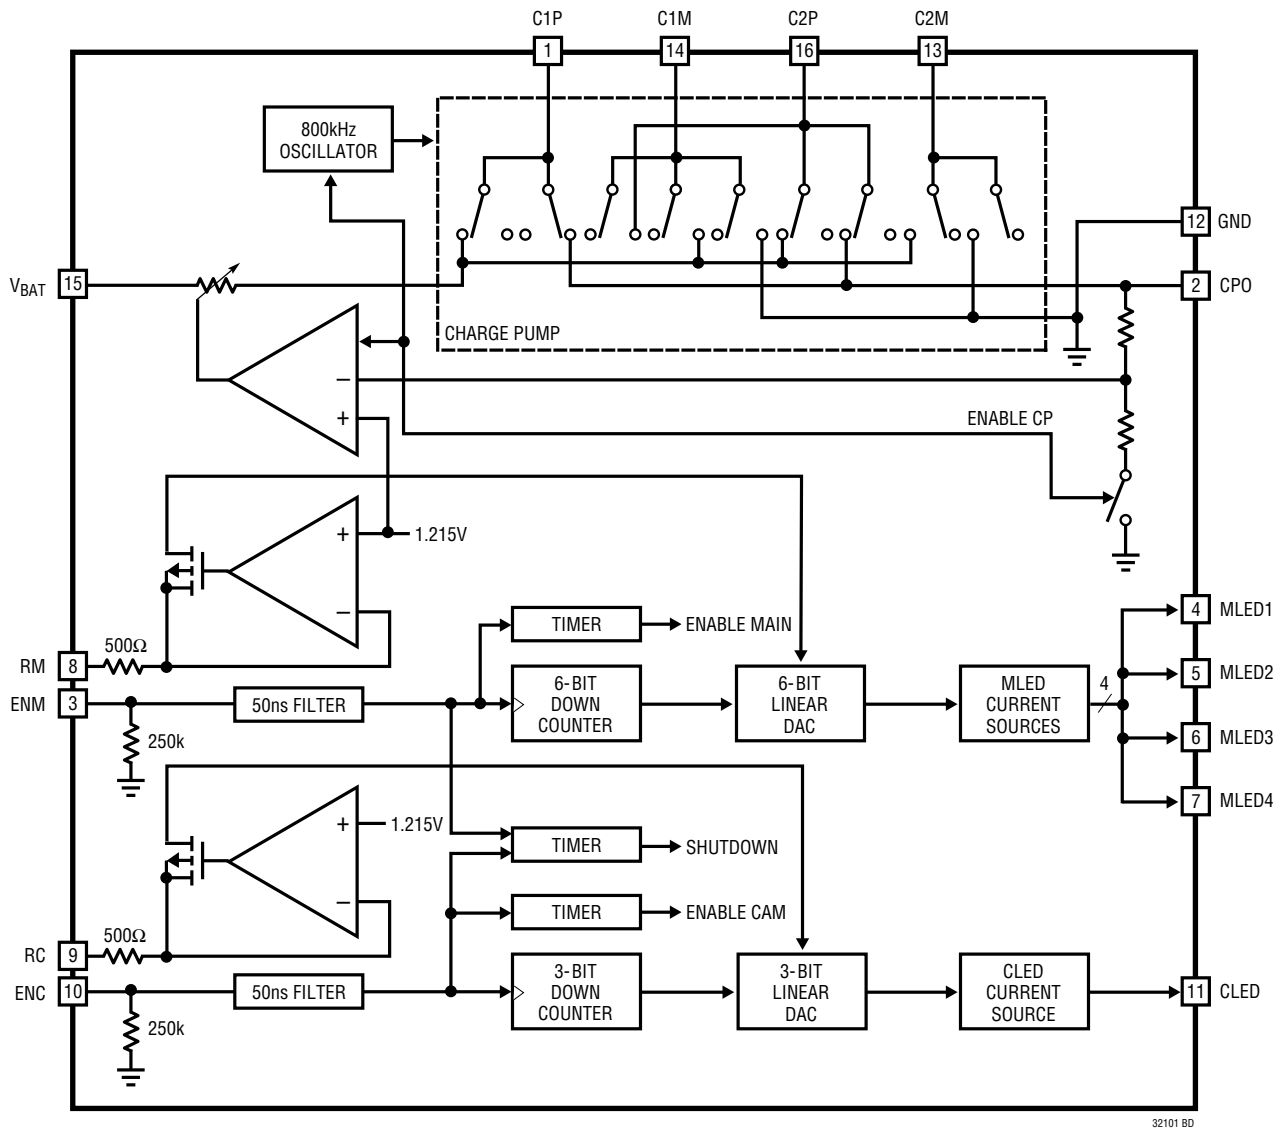 C1P
C1M
C2P
C2M
1
14
16
13
800kHz
OSCILLATOR
12
GND
VBAT
15
2
CPO
CHARGE PUMP
−
+
ENABLE CP
+
1.215V
−
4
MLED1
500Ω
TIMER
ENABLE MAIN
RM
8
5
MLED2
ENM
3
50ns FILTER
6-BIT
DOWN
COUNTER
6-BIT
LINEAR
DAC
MLED
CURRENT
SOURCES
4
250k
6
MLED3
7
MLED4
+
1.215V
TIMER
SHUTDOWN
−
TIMER
ENABLE CAM
500Ω
RC
9
ENC
10
50ns FILTER
3-BIT
DOWN
COUNTER
3-BIT
LINEAR
DAC
CLED
CURRENT
SOURCE
11
CLED
250k
32101 BD